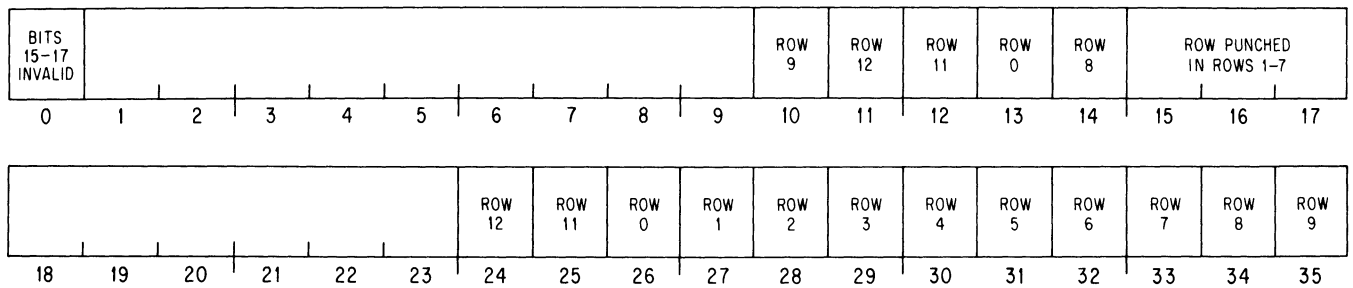 BITS
15-17
INVALID
ROW
9
ROW
12
ROW
11
ROW
0
ROW
8
ROW PUNCHED
IN ROWS 1-7
0 1 2 3 4 5 6 7 8 9 10 11 12 13 14 15 16 17
ROW
12
ROW
11
ROW
0
ROW
1
ROW
2
ROW
3
ROW
4
ROW
5
ROW
6
ROW
7
ROW
8
ROW
9
18 19 20 21 22 23 24 25 26 27 28 29 30 31 32 33 34 35